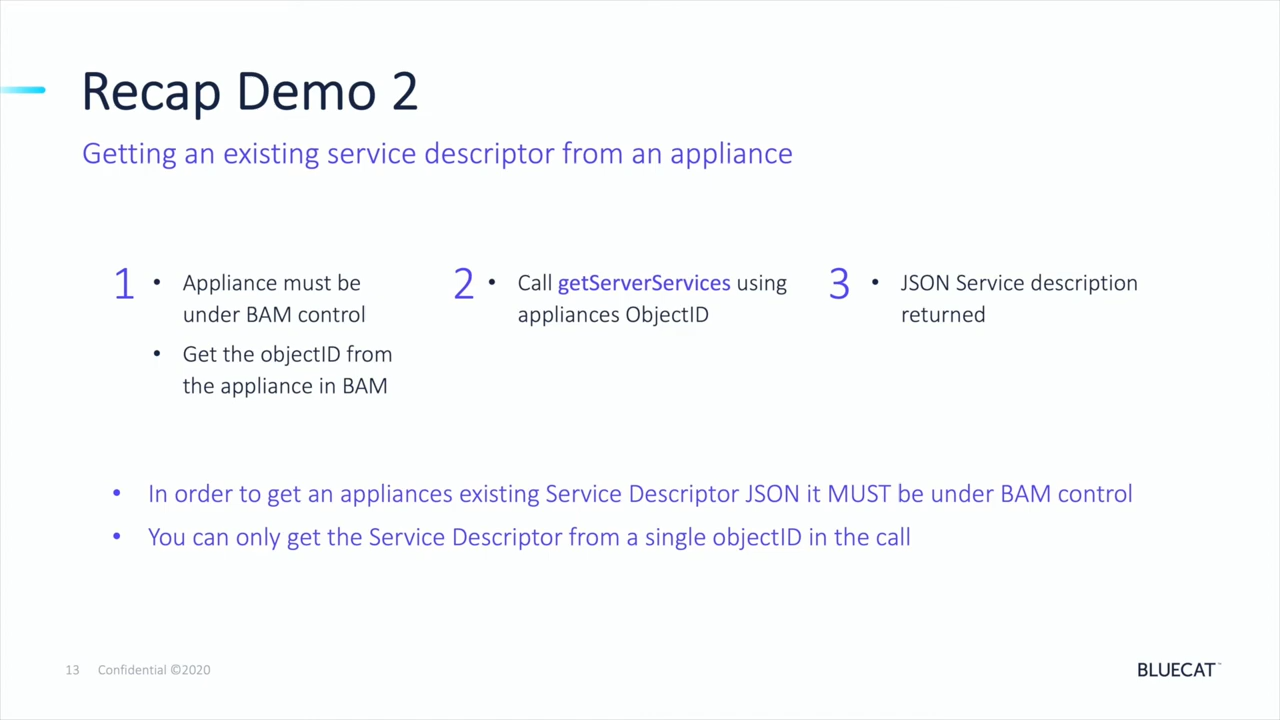 Recap Demo 2
Getting an existing service descriptor from an appliance
1
• Appliance must be
under BAM control
• Get the objectID from
the appliance in BAM
2
• Call getServerServices using
appliances ObjectID
3
• JSON Service description
returned
• In order to get an appliances existing Service Descriptor JSON it MUST be under BAM control
• You can only get the Service Descriptor from a single objectID in the call
13 Confidential ©2020
BLUECAT™